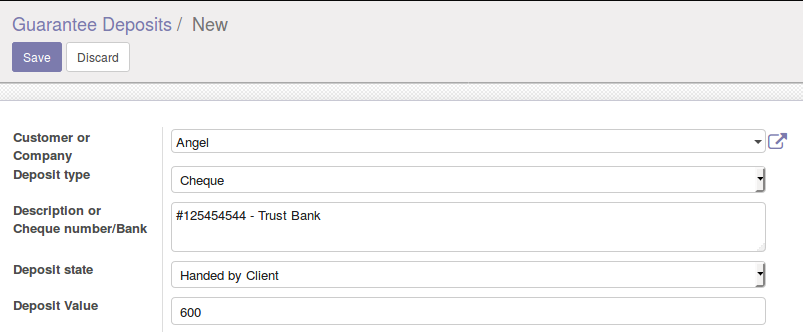 Guarantee Deposits / New
Save Discard
Customer or
Company
Angel
Deposit type
Cheque
Description or
Cheque number/Bank
#125454544 - Trust Bank
Deposit state
Handed by Client
Deposit Value
600